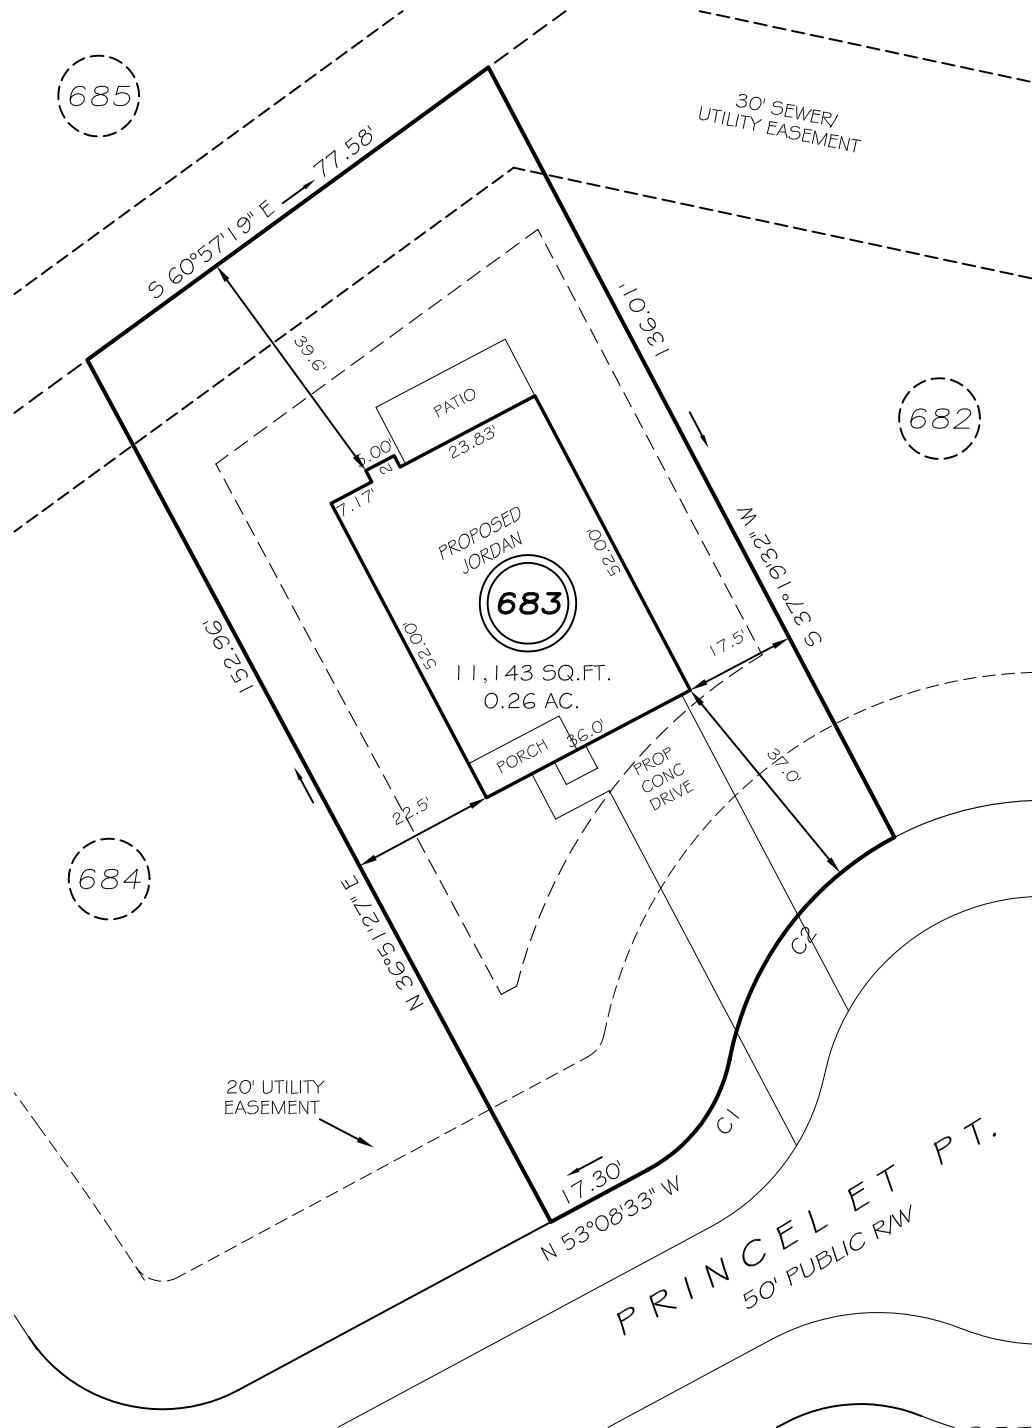 685
30' SEWER/
UTILITY EASEMENT
S 60°57'19" E
77.58'
136.01'
39.6'
PATIO
682
5.00'
2'
23.83'
7.17'
S 37°19'32" W
PROPOSED
JORDAN
52.00'
683
52.00'
152.96'
17.5'
11,143 SQ.FT.
0.26 AC.
36.0'
PORCH
PROP
CONC
DRIVE
22.5'
684
N 36°51'27" E
C2
20' UTILITY
EASEMENT
C1
17.30'
N 53°08'33" W
PRINCELET PT.
50' PUBLIC R/W